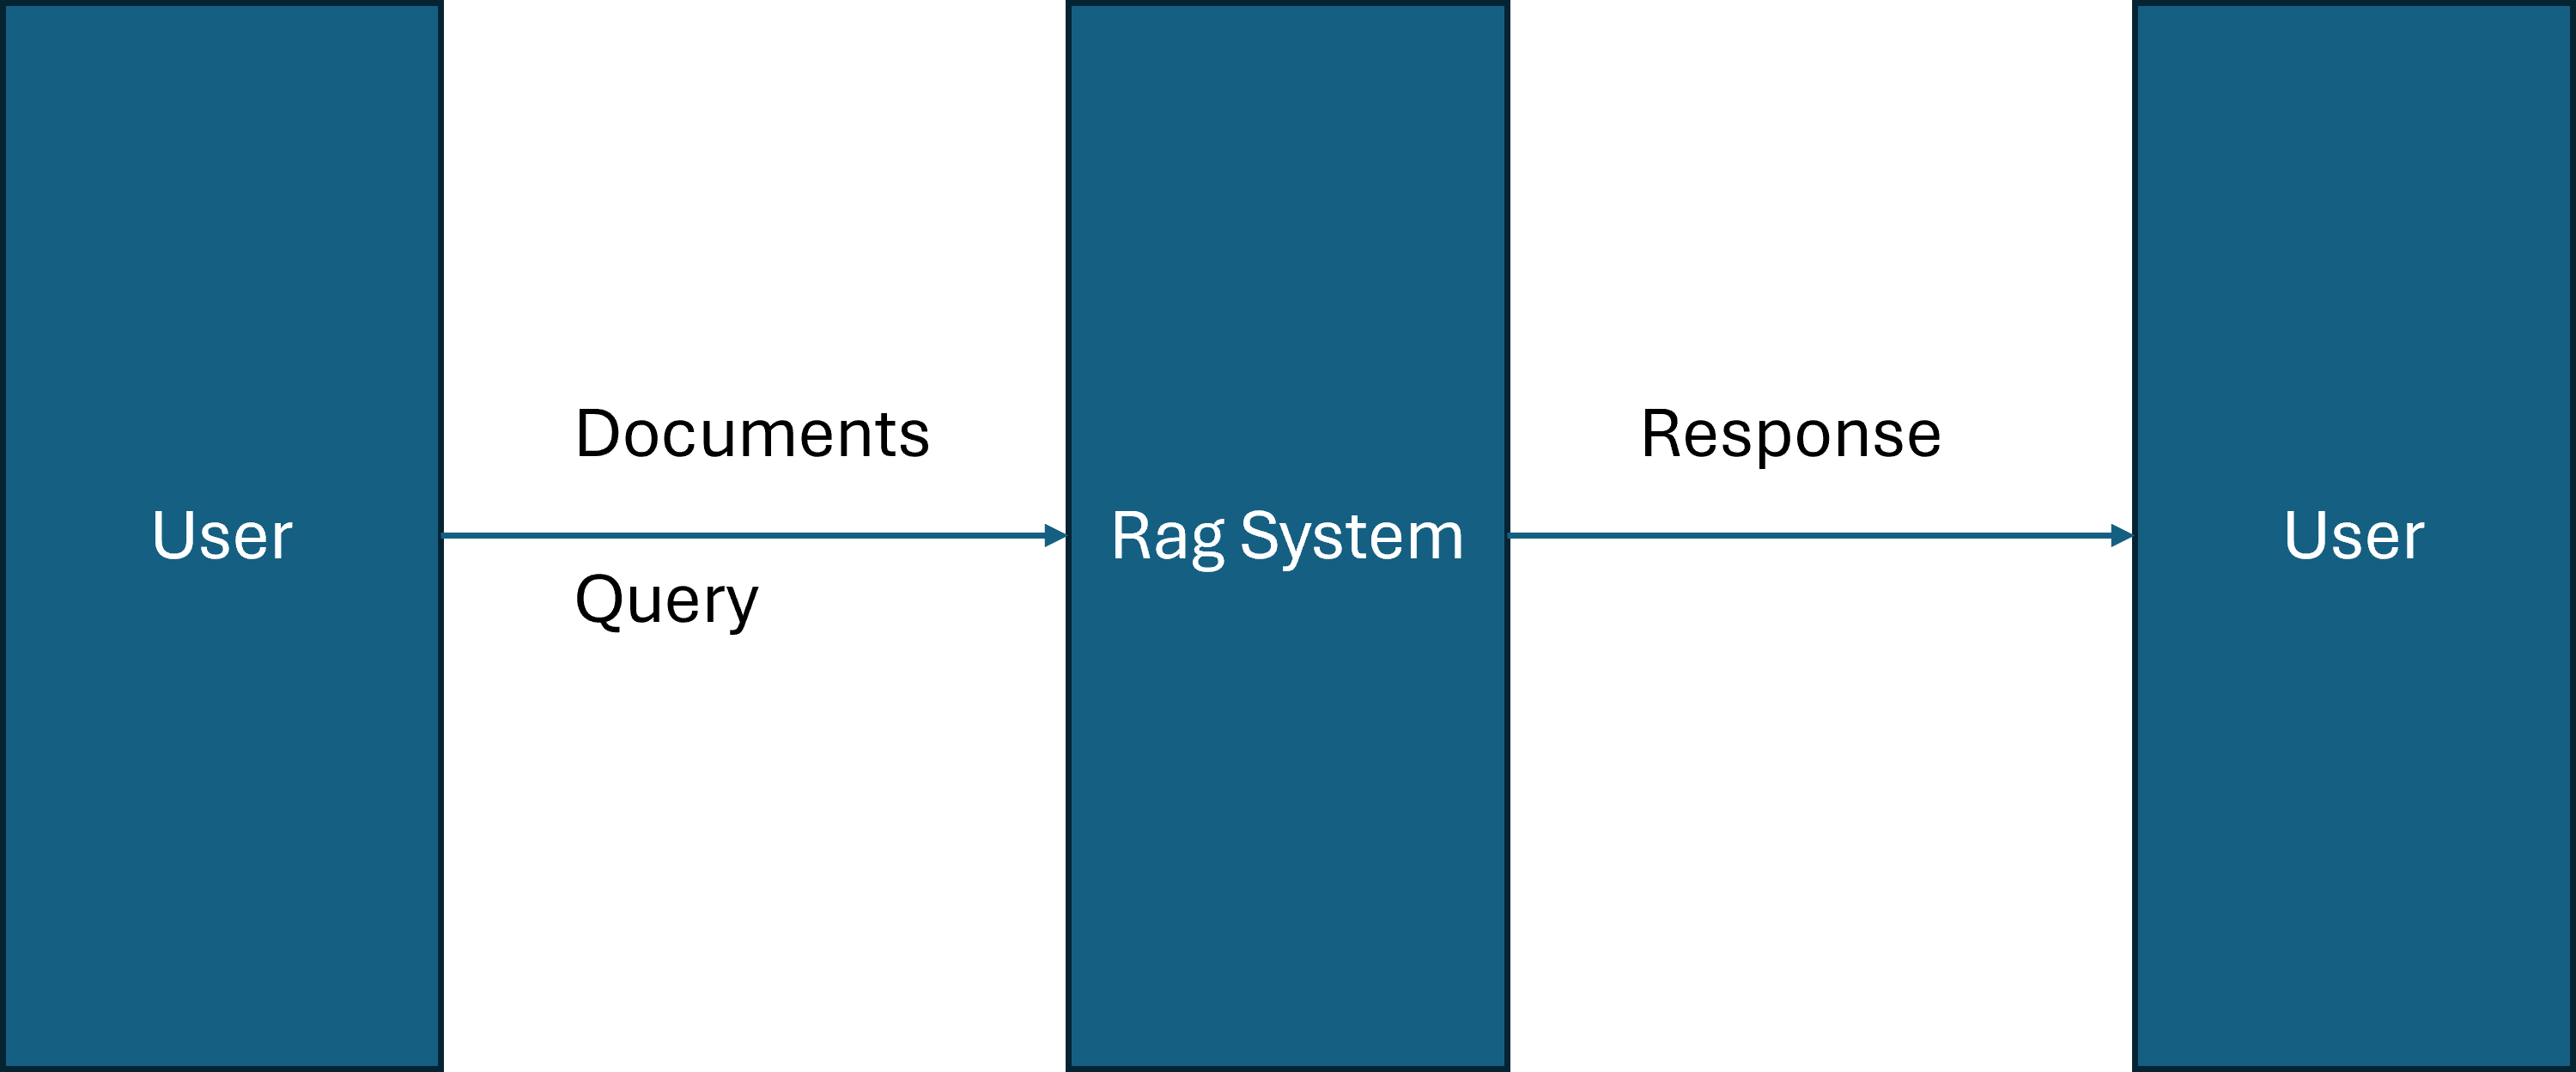 User
Documents
Query
Rag System
Response
User